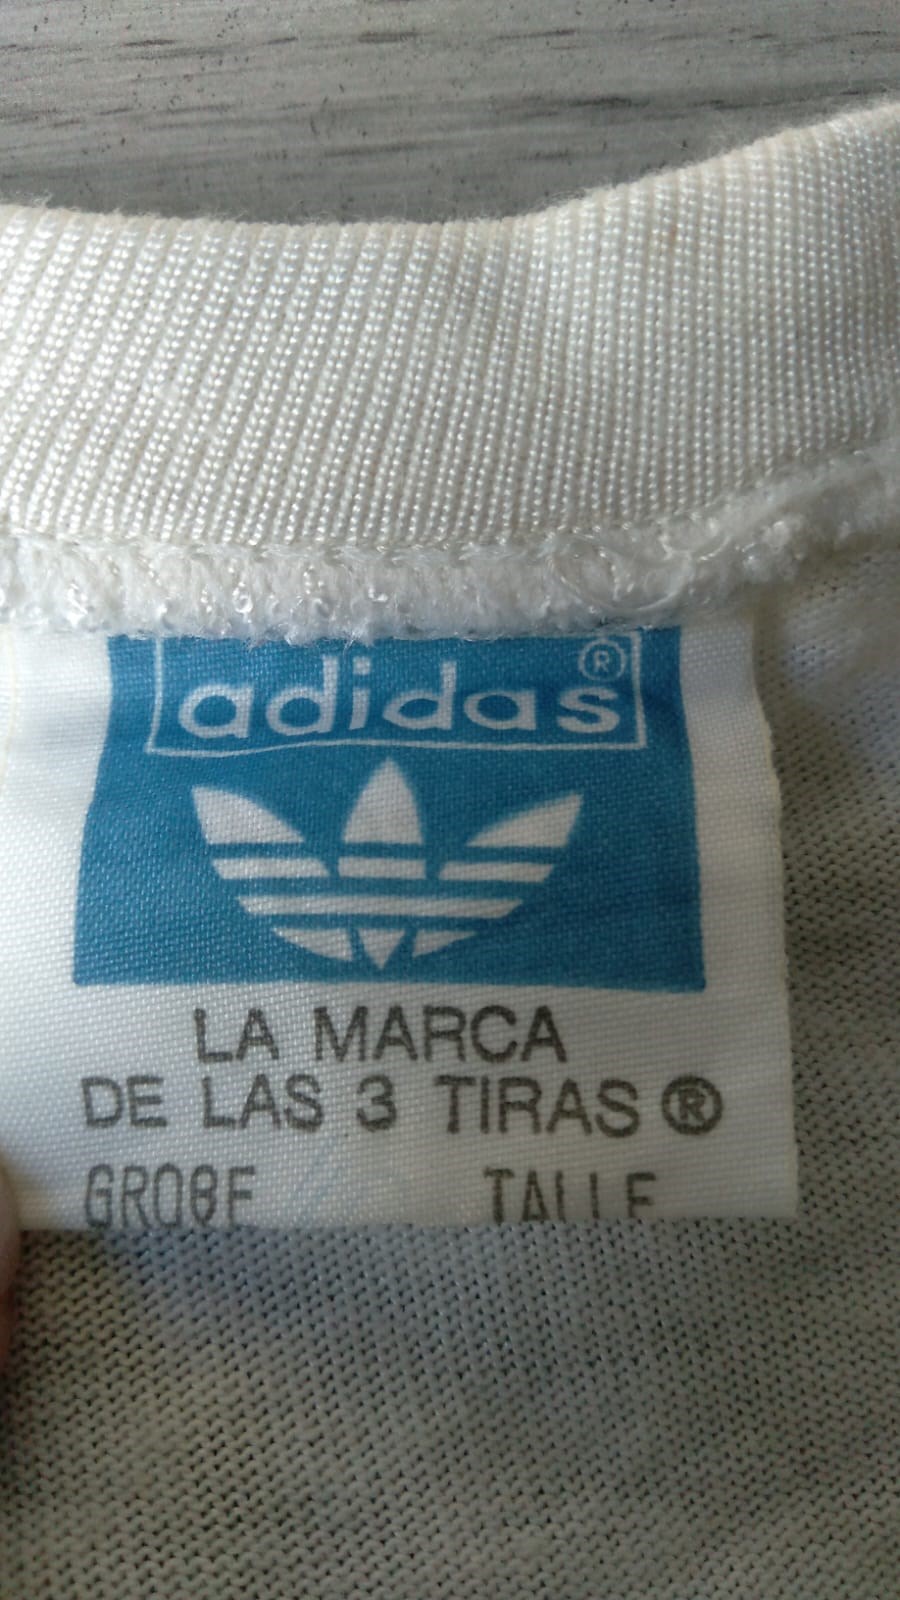 adidas ®
LA MARCA
DE LAS 3 TIRAS ®
GROßE TALLE